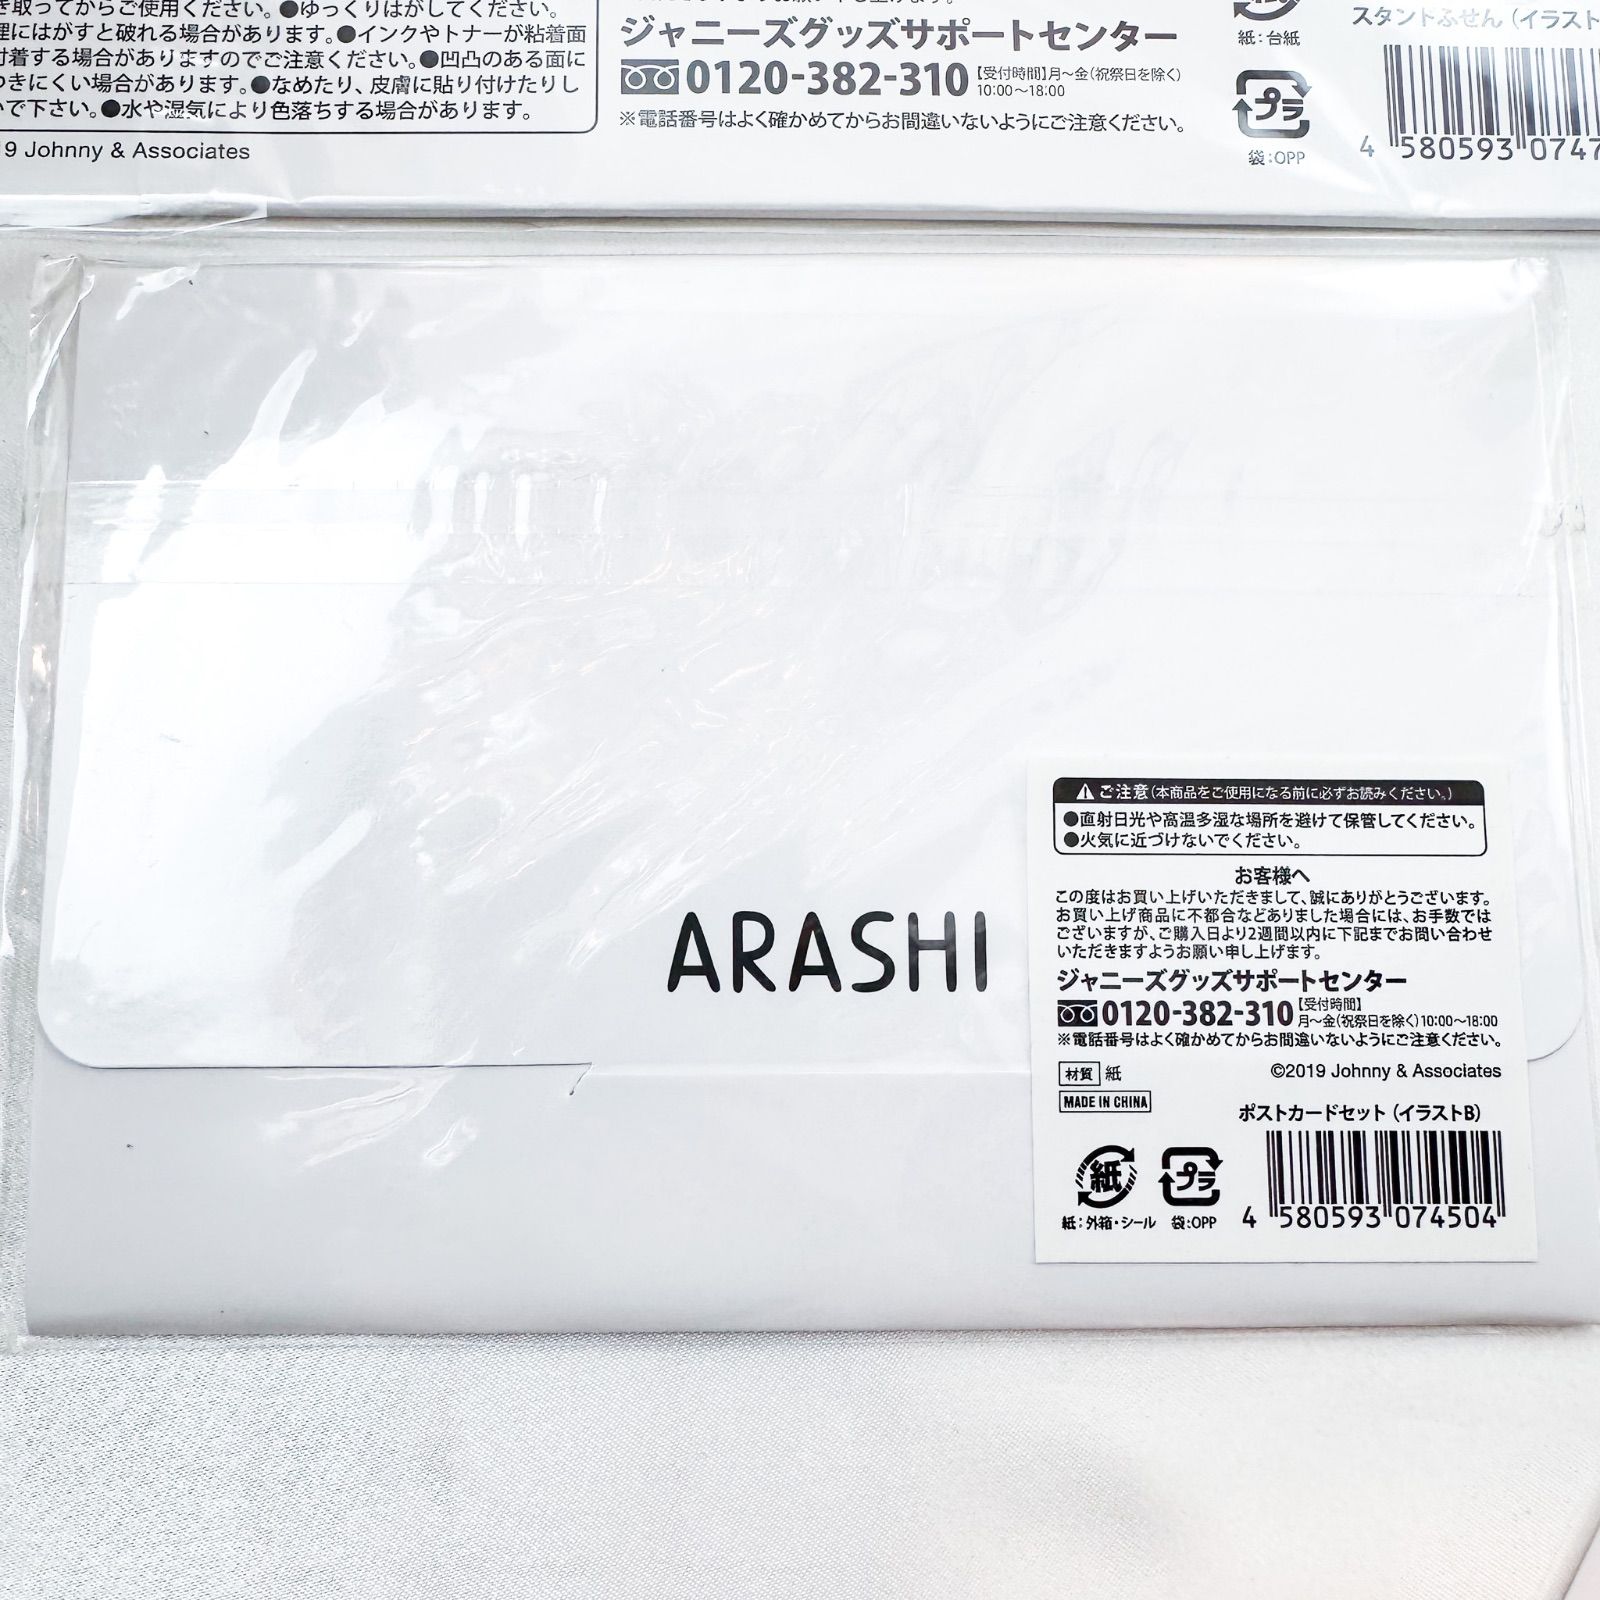 き取ってからご使用ください。●ゆっくりはがしてください。
理にはがすと破れる場合があります。●インクやトナーが粘着面
付着する場合がありますのでご注意ください。●凹凸のある面に
つきにくい場合があります。●なめたり、皮膚に貼り付けたりし
いで下さい。●水や湿気により色落ちする場合があります。
19 Johnny & Associates
ジャニーズグッズサポートセンター
0120-382-310【受付時間】月〜金(祝祭日を除く)
10:00〜18:00
※電話番号はよく確かめてからお間違いないようにご注意ください。
紙:台紙
プラ
袋:OPP
スタンドふせん(イラスト
4 580593 0747
ARASHI
ご注意(本商品をご使用になる前に必ずお読みください。)
●直射日光や高温多湿な場所を避けて保管してください。
●火気に近づけないでください。
お客様へ
この度はお買い上げいただきまして、誠にありがとうございます。
お買い上げ商品に不都合などありました場合には、お手数では
ございますが、ご購入日より2週間以内に下記までお問い合わせ
いただきますようお願い申し上げます。
ジャニーズグッズサポートセンター
0120-382-310【受付時間】
月〜金(祝祭日を除く)10:00〜18:00
※電話番号はよく確かめてからお間違いないようにご注意ください。
材質 紙
©2019 Johnny & Associates
MADE IN CHINA
ポストカードセット(イラストB)
紙
プラ
紙:外箱・シール 袋:OPP
4 580593 074504